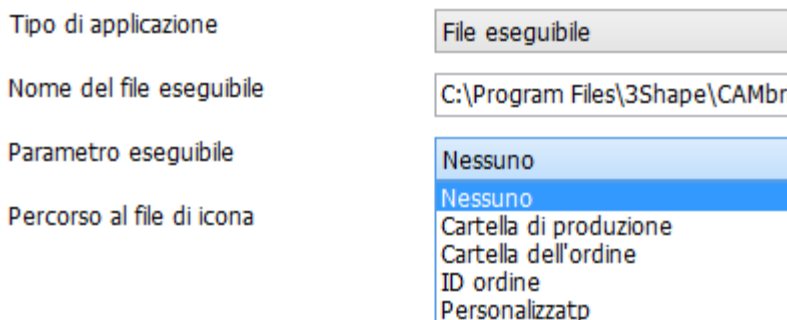 Tipo di applicazione
File eseguibile
Nome del file eseguibile
C:\Program Files\3Shape\CAMbr
Parametro eseguibile
Nessuno
Nessuno
Percorso al file di icona
Cartella di produzione
Cartella dell'ordine
ID ordine
Personalizzatp